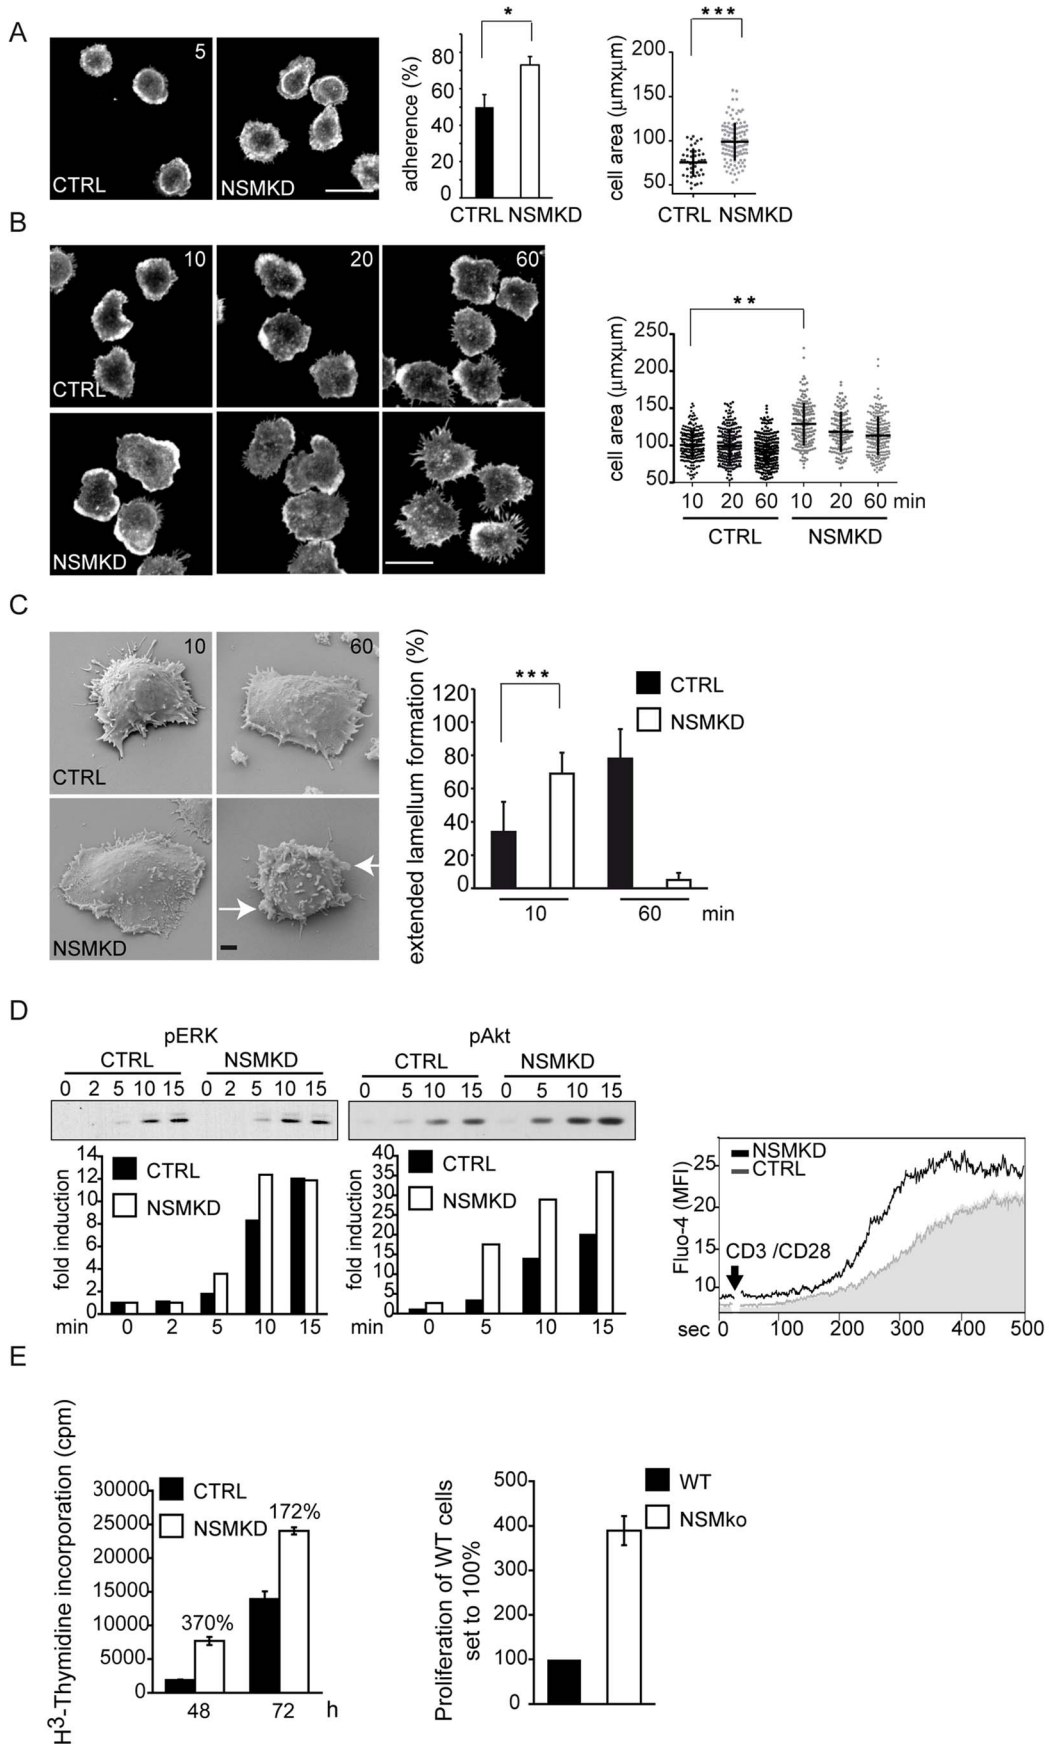 A
5
CTRL
NSMKD
adherence (%)
80
60
40
20
0
*
CTRL NSMKD
cell area (µmxµm)
200
150
100
50
***
CTRL NSMKD
B
10
20
60
CTRL
NSMKD
cell area (µmxµm)
250
200
150
100
50
**
10 20 60 10 20 60 min
CTRL NSMKD
C
10
60
CTRL
NSMKD
extended lamellum formation (%)
120
100
80
60
40
20
0
***
CTRL
NSMKD
10 60 min
D
pERK
CTRL NSMKD
0 2 5 10 15 0 2 5 10 15
fold induction
14
12
10
8
6
4
2
0
CTRL
NSMKD
min 0 2 5 10 15
pAkt
CTRL NSMKD
0 5 10 15 0 5 10 15
fold induction
40
35
30
25
20
15
10
5
0
CTRL
NSMKD
min 0 5 10 15
Fluo-4 (MFI)
25
20
15
10
NSMKD
CTRL
CD3 /CD28
sec 0 100 200 300 400 500
E
H3-Thymidine incorporation (cpm)
30000
25000
20000
15000
10000
5000
0
CTRL
NSMKD
172%
370%
48 72 h
Proliferation of WT cells
set to 100%
500
400
300
200
100
0
WT
NSMko